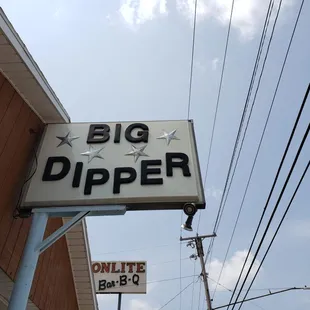 BIG
DIPPER
ONLITE
Bar-B-Q